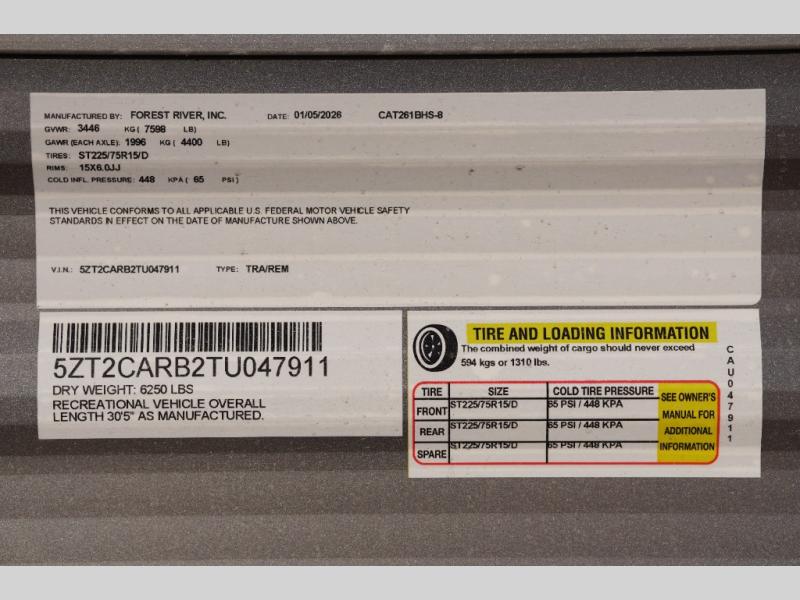 MANUFACTURED BY: FOREST RIVER, INC. DATE: 01/05/2026 CAT261BHS-8
GVWR: 3446 KG ( 7598 LB)
GAWR (EACH AXLE): 1996 KG ( 4400 LB)
TIRES: ST225/75R15/D
RIMS: 15X6.0JJ
COLD INFL. PRESSURE: 448 KPA ( 65 PSI )
THIS VEHICLE CONFORMS TO ALL APPLICABLE U.S. FEDERAL MOTOR VEHICLE SAFETY
STANDARDS IN EFFECT ON THE DATE OF MANUFACTURE SHOWN ABOVE.
V.I.N.: 5ZT2CARB2TU047911 TYPE: TRA/REM
5ZT2CARB2TU047911
DRY WEIGHT: 6250 LBS
RECREATIONAL VEHICLE OVERALL
LENGTH 30'5" AS MANUFACTURED.
TIRE AND LOADING INFORMATION
The combined weight of cargo should never exceed
594 kgs or 1310 lbs.
TIRE SIZE COLD TIRE PRESSURE
FRONT ST225/75R15/D 65 PSI / 448 KPA
REAR ST225/75R15/D 65 PSI / 448 KPA
SPARE ST225/75R15/D 65 PSI / 448 KPA
SEE OWNER'S
MANUAL FOR
ADDITIONAL
INFORMATION
CAU047911